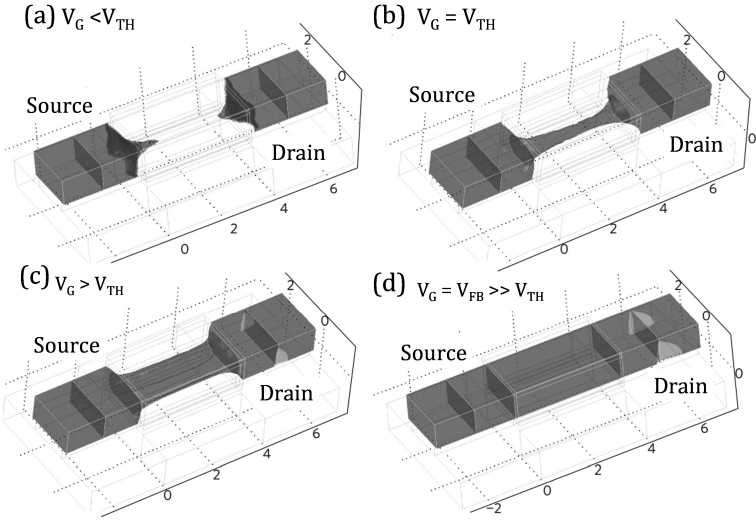 (a) V_G <V_TH
2
0
Source
Drain
6
4
2
0
(b) V_G = V_TH
2
0
Source
Drain
0
6
4
2
0
(c) V_G > V_TH
2
0
Source
Drain
6
4
2
0
(d) V_G = V_FB >> V_TH
2
0
Source
0
Drain
6
4
2
0
−2